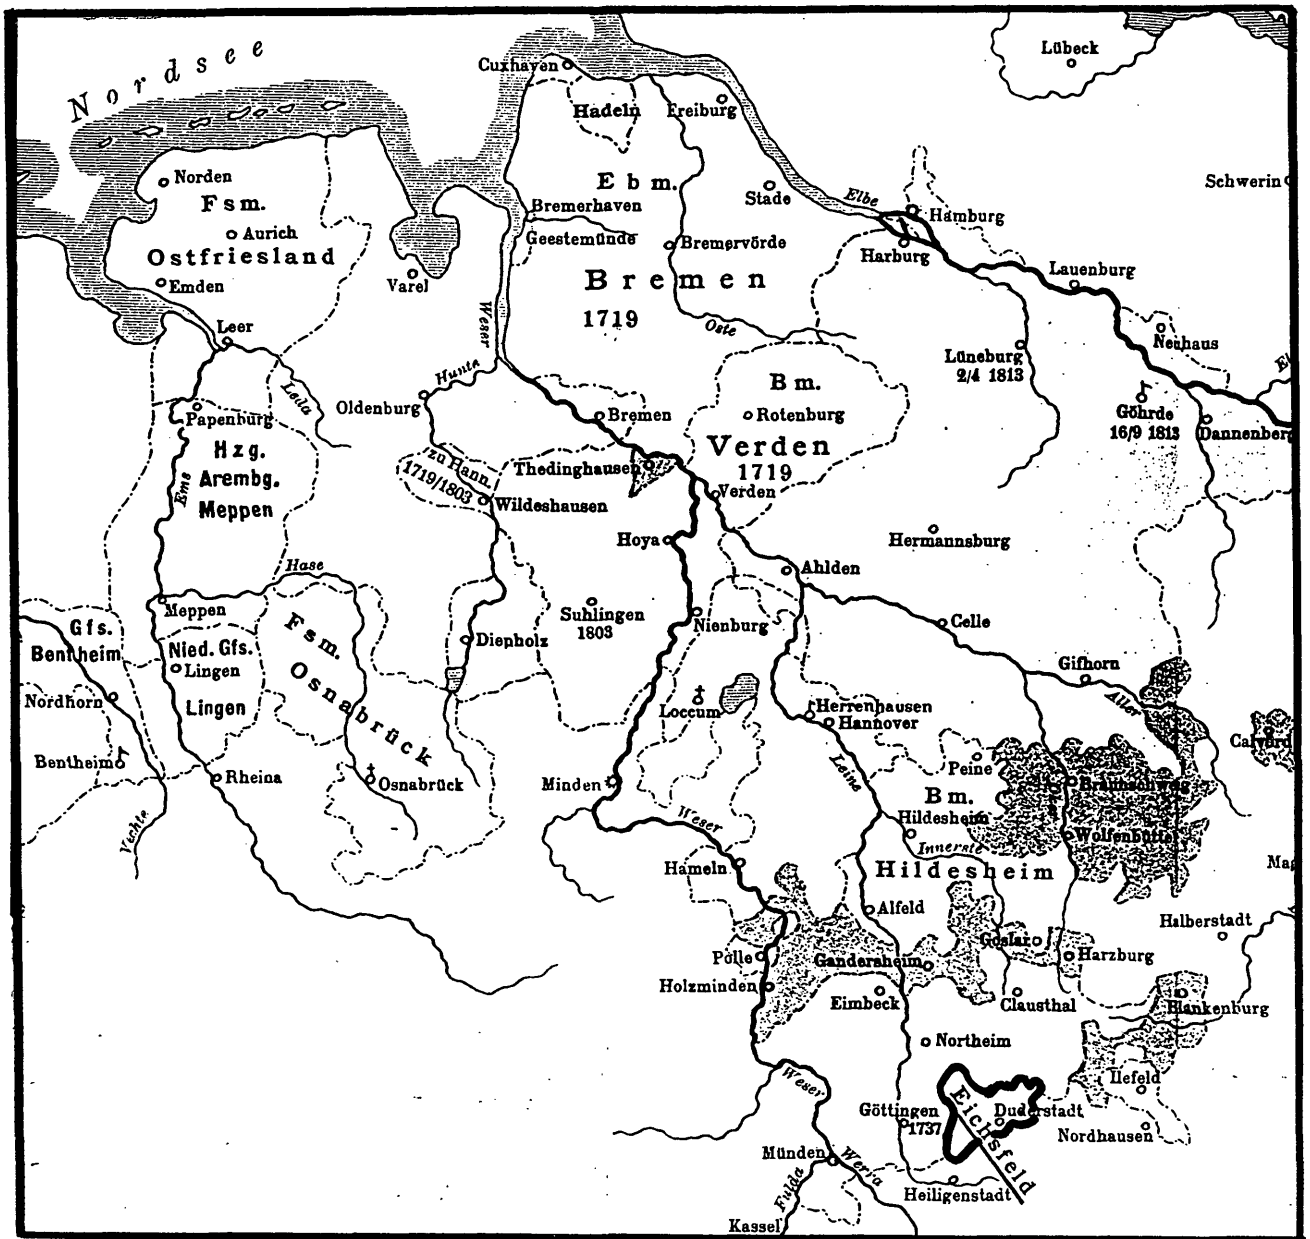 Nordsee
Cuxhaven
Lübeck
Hadeln
Freiburg
Norden
Fsm.
Aurich
Ostfriesland
Emden
Ebm.
Stade
Elbe
Schwerin
Hamburg
Bremerhaven
Geestemünde
Bremervörde
Harburg
Varel
Bremen
1719
Lauenburg
Weser
Oste
Leer
Neuhaus
Lüneburg
2/4 1813
Hunte
Leda
Oldenburg
Bm.
Rotenburg
Verden
1719
Göhrde
16/9 1813
Dannenberg
Papenburg
Bremen
Hzg.
Arembg.
Meppen
Ems
zu Hann.
1719/1803
Thedinghausen
Wildeshausen
Verden
Hoya
Hermannsburg
Ahlden
Hase
Meppen
Suhlingen
1803
Nienburg
Celle
Gfs.
Bentheim
Nied. Gfs.
Lingen
Lingen
Fsm.
Osnabrück
Diepholz
Gifhorn
Aller
Nordhorn
Loccum
Herrenhausen
Hannover
Calvörd
Bentheim
Rheina
Osnabrück
Minden
Leine
Peine
Braunschweig
Bm.
Hildesheim
Vechte
Weser
Wolfenbüttel
Innerste
Hameln
Hildesheim
Mag
Alfeld
Halberstadt
Goslar
Pölle
Gandersheim
Harzburg
Holzminden
Eimbeck
Clausthal
Blankenburg
Northeim
Weser
Ilefeld
Göttingen
1737
Eichsfeld
Duderstadt
Nordhausen
Münden
Werra
Fulda
Heiligenstadt
Kassel